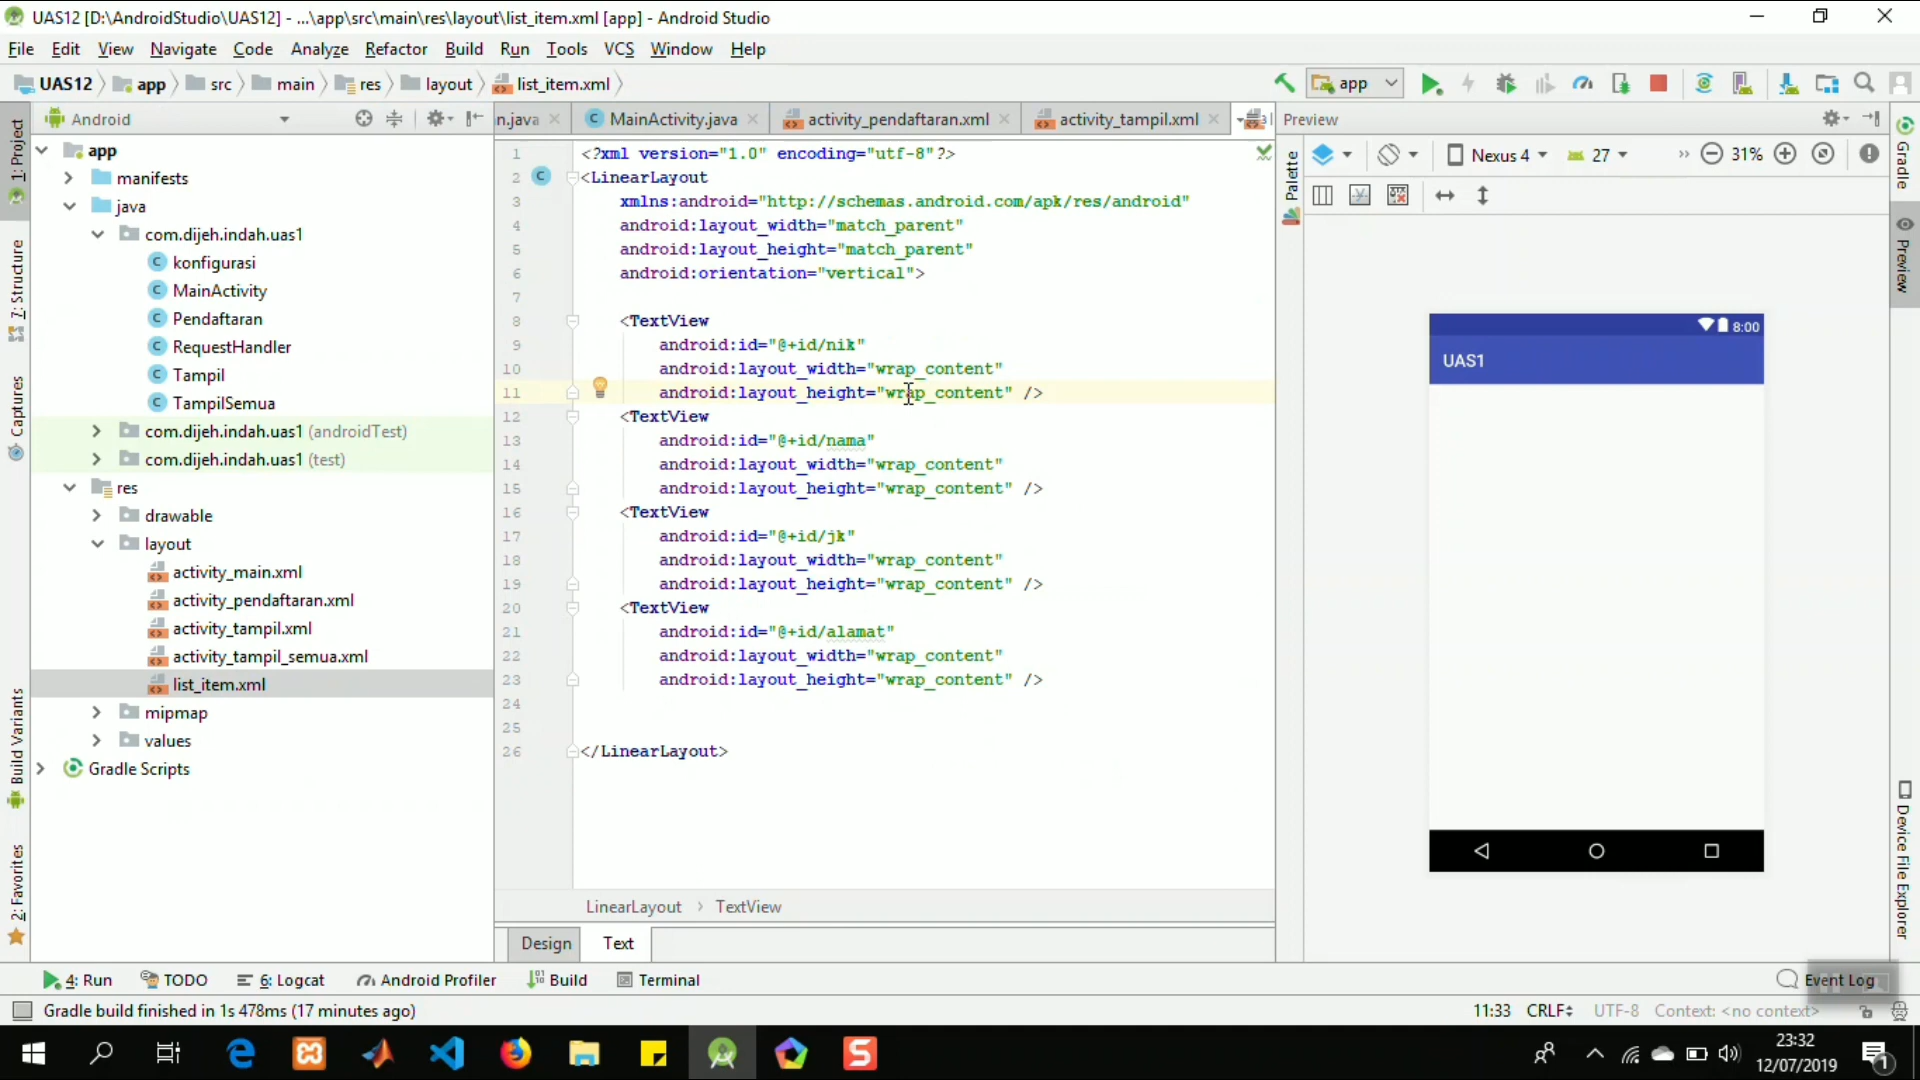 UAS12 [D:\AndroidStudio\UAS12] - ...\app\src\main\res\layout\list_item.xml [app] - Android Studio
File Edit View Navigate Code Analyze Refactor Build Run Tools VCS Window Help
UAS12 app src main res layout list_item.xml
app
Android
n.java MainActivity.java activity_pendaftaran.xml activity_tampil.xml
Preview
1: Project
7: Structure
Captures
Build Variants
2: Favorites
app
manifests
java
com.dijeh.indah.uas1
konfigurasi
MainActivity
Pendaftaran
RequestHandler
Tampil
TampilSemua
com.dijeh.indah.uas1 (androidTest)
com.dijeh.indah.uas1 (test)
res
drawable
layout
activity_main.xml
activity_pendaftaran.xml
activity_tampil.xml
activity_tampil_semua.xml
list_item.xml
mipmap
values
Gradle Scripts
1 <?xml version="1.0" encoding="utf-8"?>
2 <LinearLayout
3 xmlns:android="http://schemas.android.com/apk/res/android"
4 android:layout_width="match_parent"
5 android:layout_height="match_parent"
6 android:orientation="vertical">
7
8 <TextView
9 android:id="@+id/nik"
10 android:layout_width="wrap_content"
11 android:layout_height="wrap_content" />
12 <TextView
13 android:id="@+id/nama"
14 android:layout_width="wrap_content"
15 android:layout_height="wrap_content" />
16 <TextView
17 android:id="@+id/jk"
18 android:layout_width="wrap_content"
19 android:layout_height="wrap_content" />
20 <TextView
21 android:id="@+id/alamat"
22 android:layout_width="wrap_content"
23 android:layout_height="wrap_content" />
24
25
26 </LinearLayout>
LinearLayout TextView
Design Text
Palette
Nexus 4 27 31%
8:00
UAS1
Gradle
Preview
Device File Explorer
4: Run TODO 6: Logcat Android Profiler Build Terminal Event Log
Gradle build finished in 1s 478ms (17 minutes ago)
11:33 CRLF UTF-8 Context: <no context>
23:32
12/07/2019
1